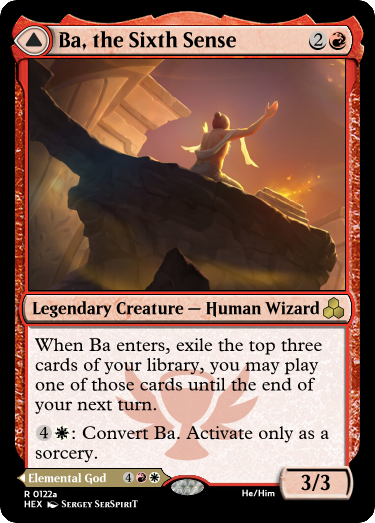 Ba, the Sixth Sense 2
Legendary Creature — Human Wizard
When Ba enters, exile the top three
cards of your library, you may play
one of those cards until the end of
your next turn.
4 : Convert Ba. Activate only as a
sorcery.
Elemental God 4
3/3
R 0122a
He/Him
HEX Sergey SerSpiriT